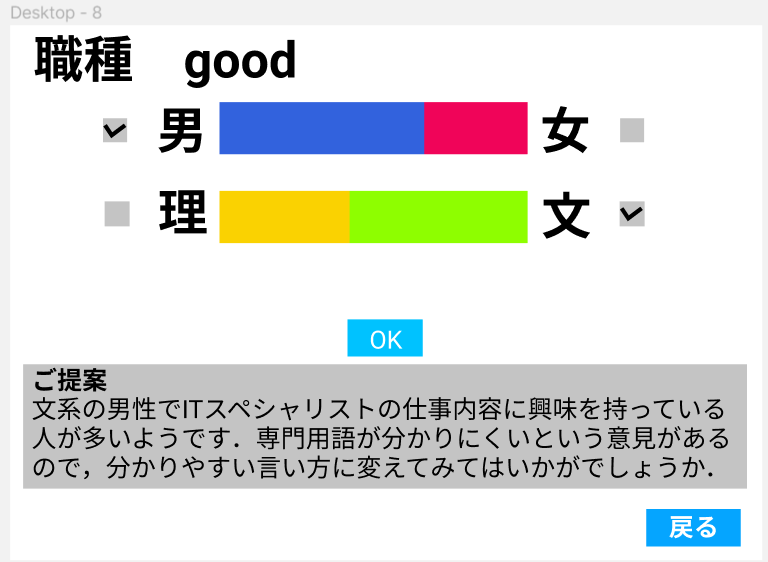 Desktop - 8
職種 good
男 女
理 文
OK
ご提案
文系の男性でITスペシャリストの仕事内容に興味を持っている
人が多いようです．専門用語が分かりにくいという意見がある
ので，分かりやすい言い方に変えてみてはいかがでしょうか．
戻る